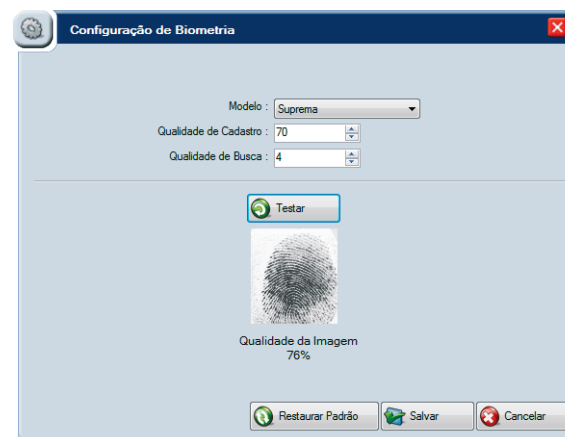 Configuração de Biometria
Modelo : Suprema
Qualidade de Cadastro : 70
Qualidade de Busca : 4
Testar
Qualidade da Imagem
76%
Restaurar Padrão Salvar Cancelar